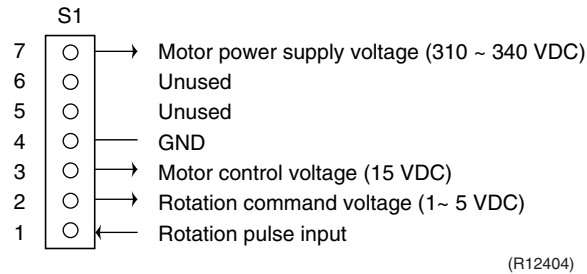 S1
7 Motor power supply voltage (310 ~ 340 VDC)
6 Unused
5 Unused
4 GND
3 Motor control voltage (15 VDC)
2 Rotation command voltage (1~ 5 VDC)
1 Rotation pulse input
(R12404)